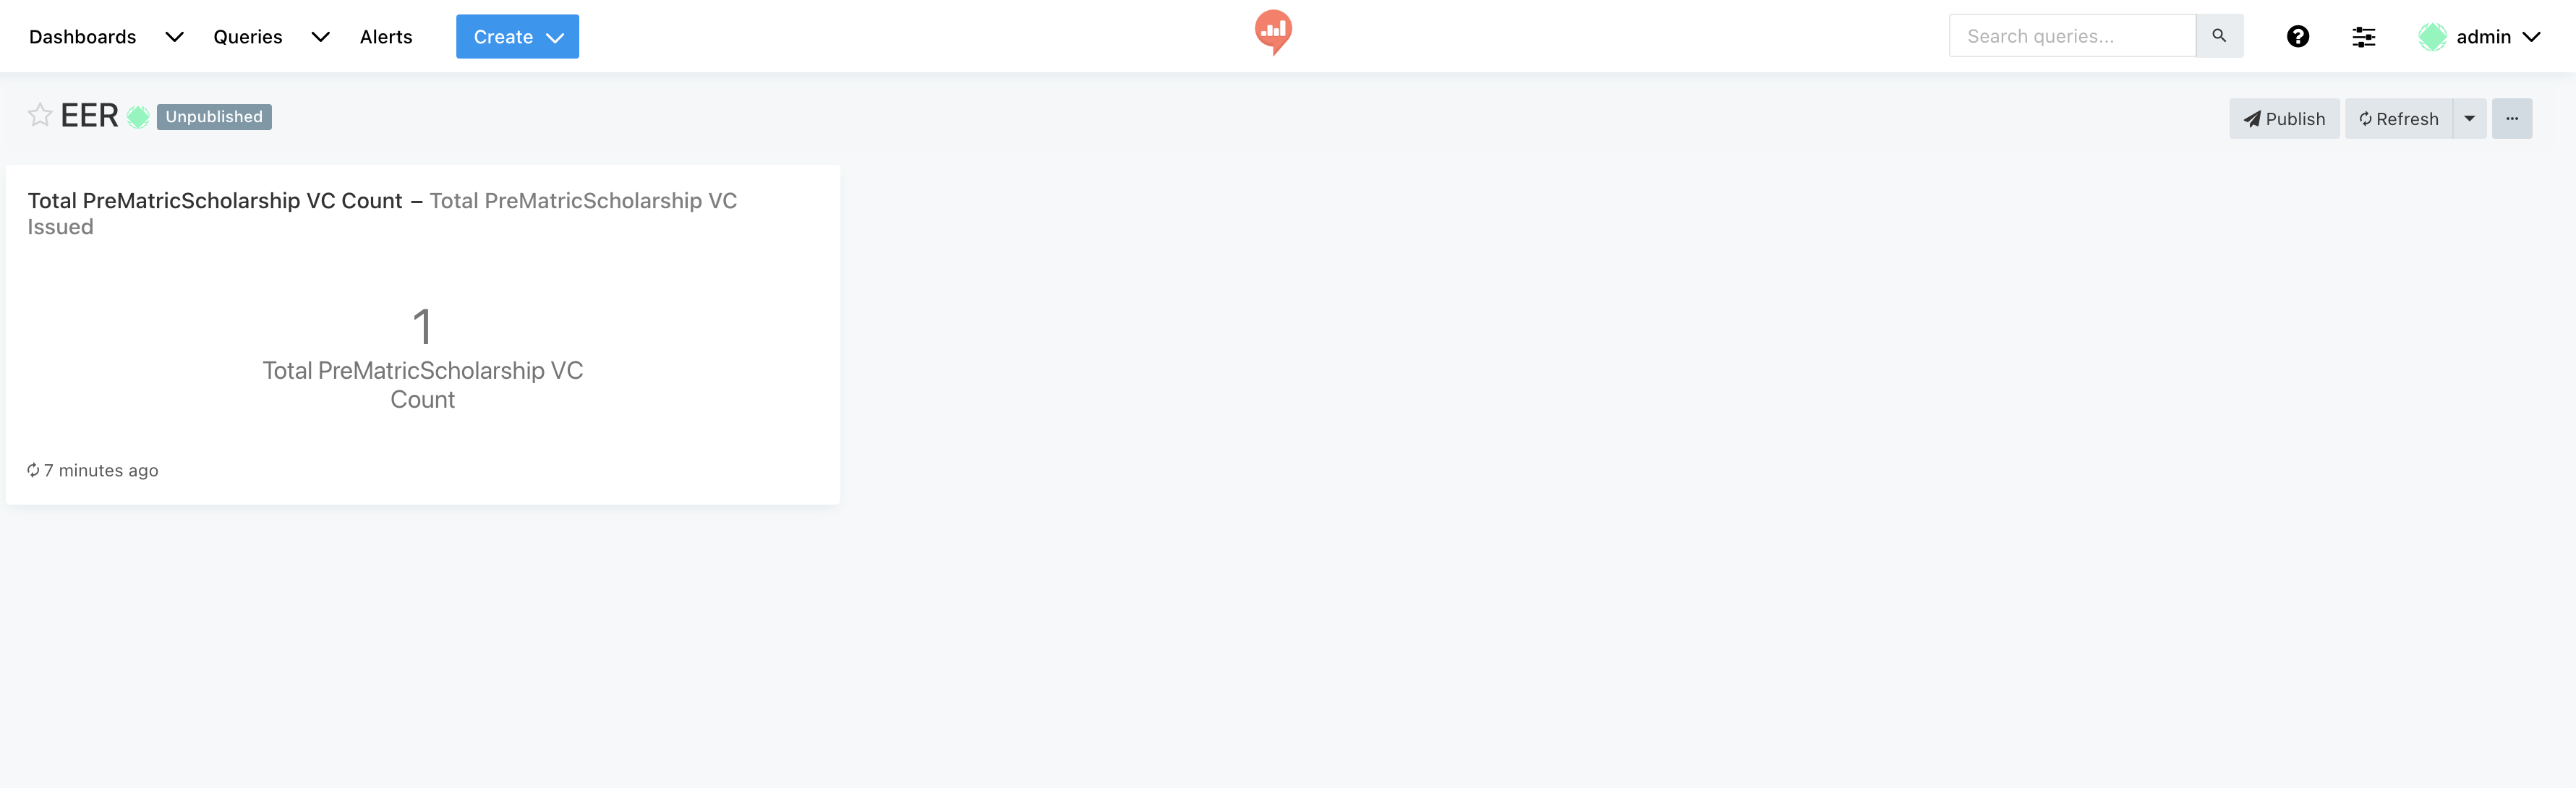 Dashboards Queries Alerts Create Search queries... admin
EER Unpublished Publish Refresh ...
Total PreMatricScholarship VC Count – Total PreMatricScholarship VC
Issued
1
Total PreMatricScholarship VC
Count
7 minutes ago